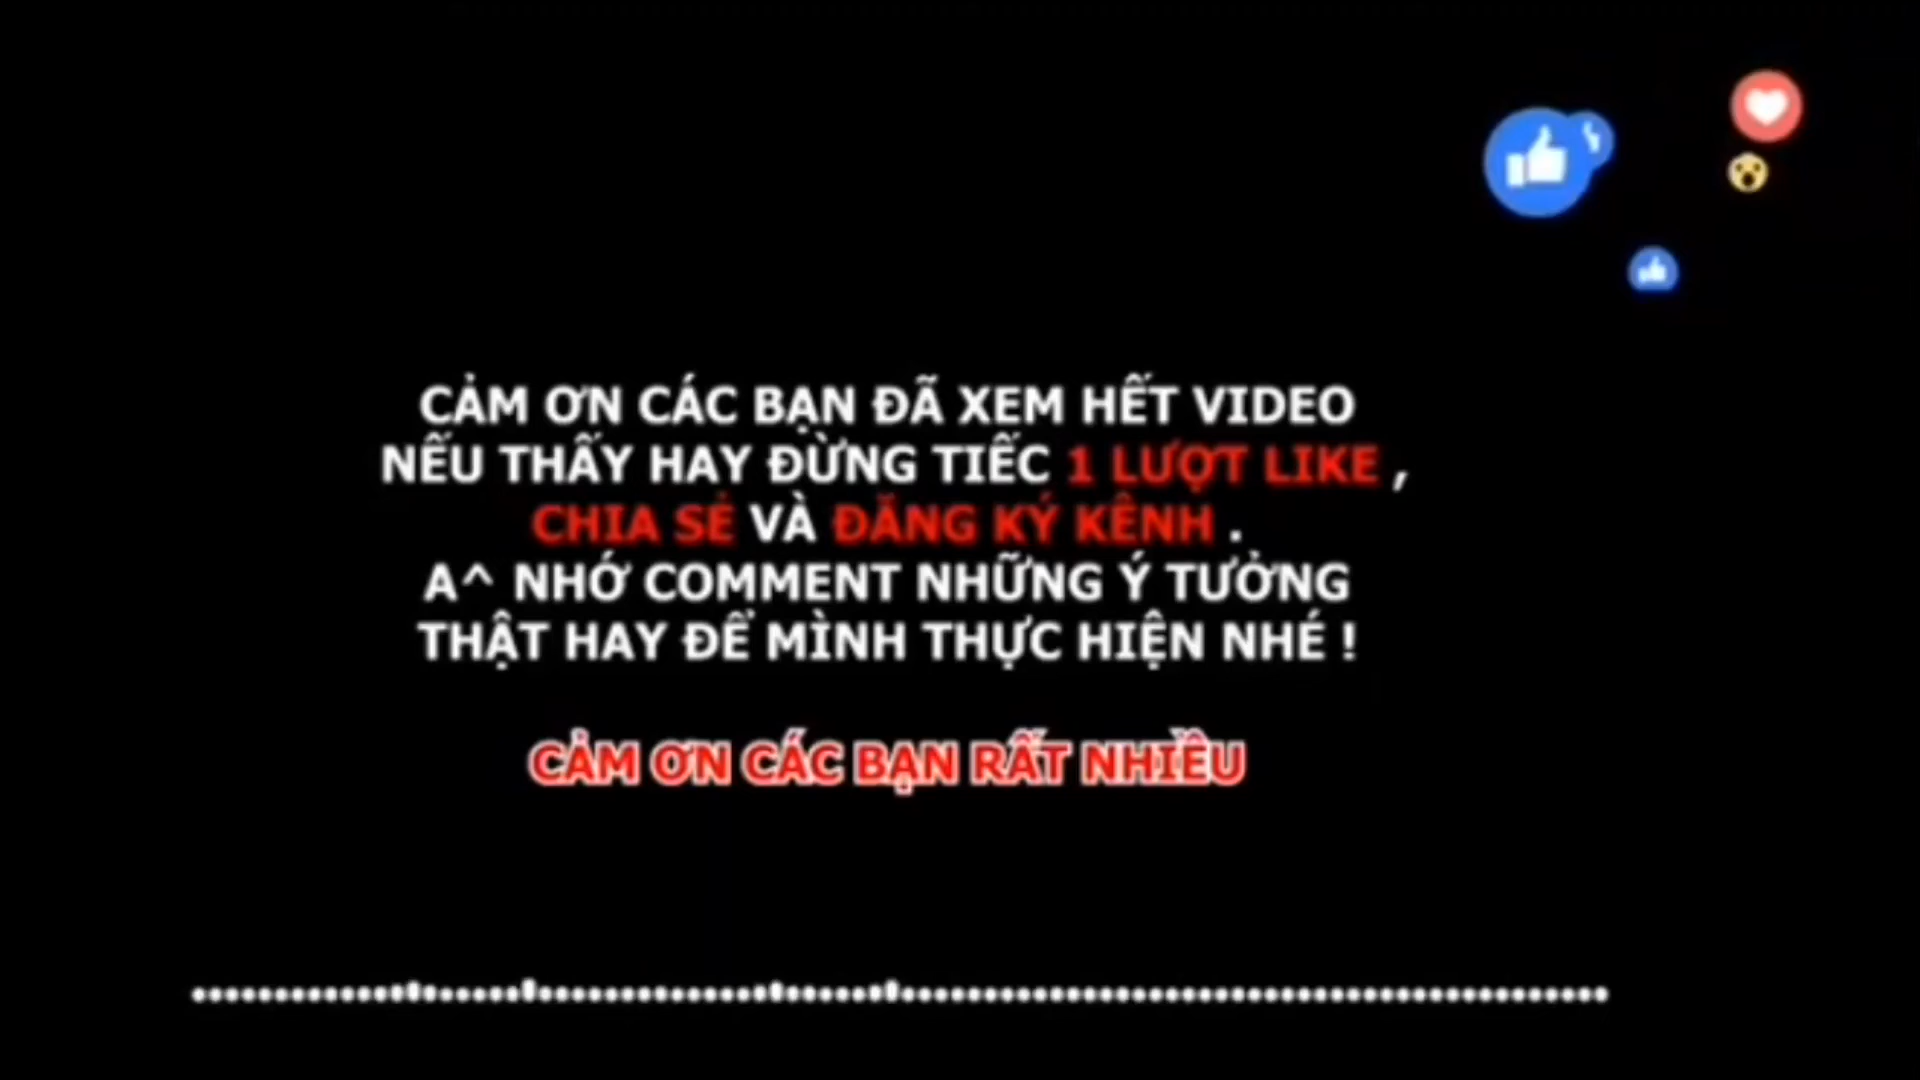 CẢM ƠN CÁC BẠN ĐÃ XEM HẾT VIDEO
NẾU THẤY HAY ĐỪNG TIẾC 1 LƯỢT LIKE ,
CHIA SẺ VÀ ĐĂNG KÝ KÊNH .
A^ NHỚ COMMENT NHỮNG Ý TƯỞNG
THẬT HAY ĐỂ MÌNH THỰC HIỆN NHÉ !
CẢM ƠN CÁC BẠN RẤT NHIỀU